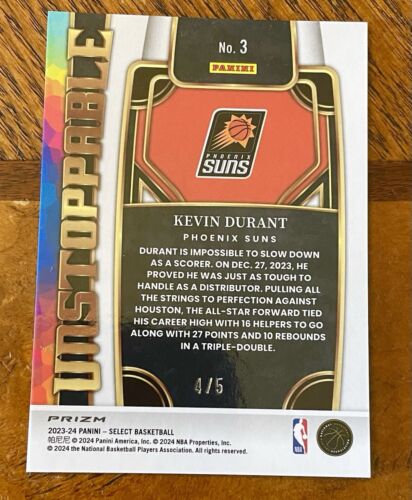 No. 3
PANINI
UNSTOPPABLE
PHOENIX
SUNS
KEVIN DURANT
PHOENIX SUNS
DURANT IS IMPOSSIBLE TO SLOW DOWN
AS A SCORER. ON DEC. 27, 2023, HE
PROVED HE WAS JUST AS TOUGH TO
HANDLE AS A DISTRIBUTOR. PULLING ALL
THE STRINGS TO PERFECTION AGAINST
HOUSTON, THE ALL-STAR FORWARD TIED
HIS CAREER HIGH WITH 16 HELPERS TO GO
ALONG WITH 27 POINTS AND 10 REBOUNDS
IN A TRIPLE-DOUBLE.
4/5
PRIZM
2023-24 PANINI – SELECT BASKETBALL
帕尼尼 © 2024 Panini America, Inc. © 2024 NBA Properties, Inc.
© 2024 the National Basketball Players Association. All rights reserved.
NBA